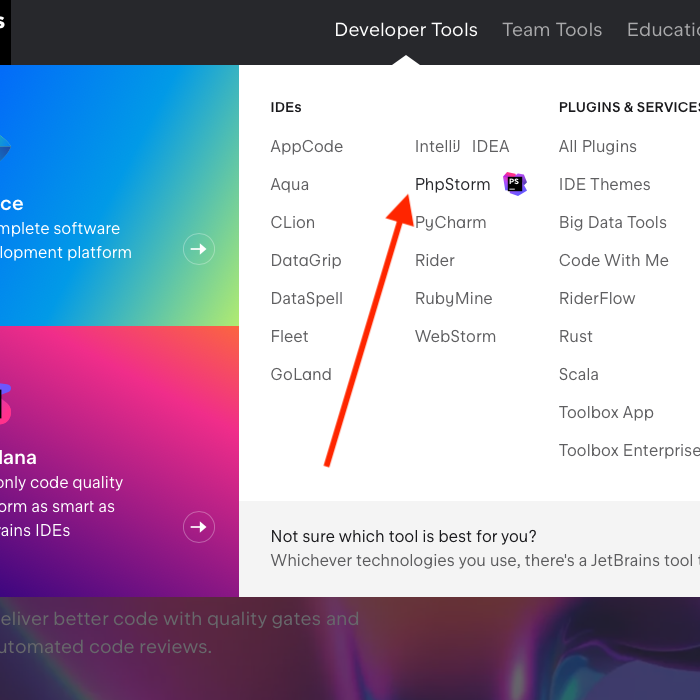 s
Developer Tools
Team Tools
Educatio
IDEs
AppCode
Aqua
CLion
DataGrip
DataSpell
Fleet
GoLand
IntelliJ IDEA
PhpStorm
PS
PyCharm
Rider
RubyMine
WebStorm
PLUGINS & SERVICES
All Plugins
IDE Themes
Big Data Tools
Code With Me
RiderFlow
Rust
Scala
Toolbox App
Toolbox Enterprise
ce
mplete software
lopment platform
dana
only code quality
orm as smart as
rains IDEs
Not sure which tool is best for you?
Whichever technologies you use, there's a JetBrains tool t
eliver better code with quality gates and
utomated code reviews.